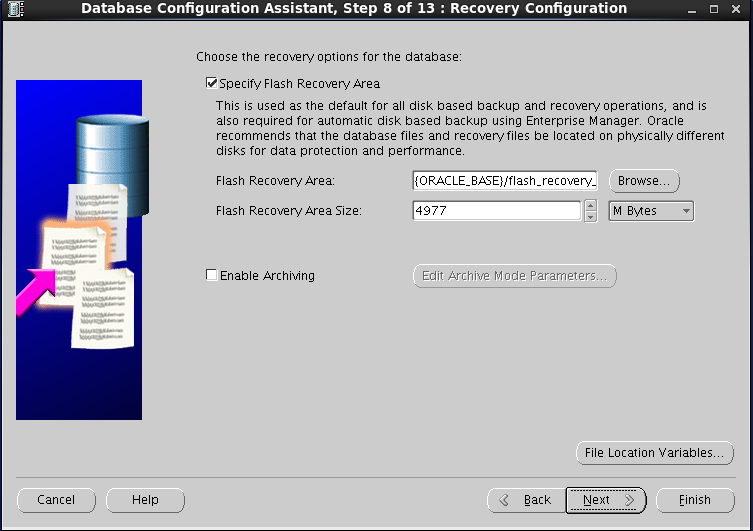 Database Configuration Assistant, Step 8 of 13 : Recovery Configuration
Choose the recovery options for the database:
Specify Flash Recovery Area
This is used as the default for all disk based backup and recovery operations, and is
also required for automatic disk based backup using Enterprise Manager. Oracle
recommends that the database files and recovery files be located on physically different
disks for data protection and performance.
Flash Recovery Area: {ORACLE_BASE}/flash_recovery_ Browse...
Flash Recovery Area Size: 4977 M Bytes
Enable Archiving Edit Archive Mode Parameters...
File Location Variables...
Cancel Help Back Next Finish